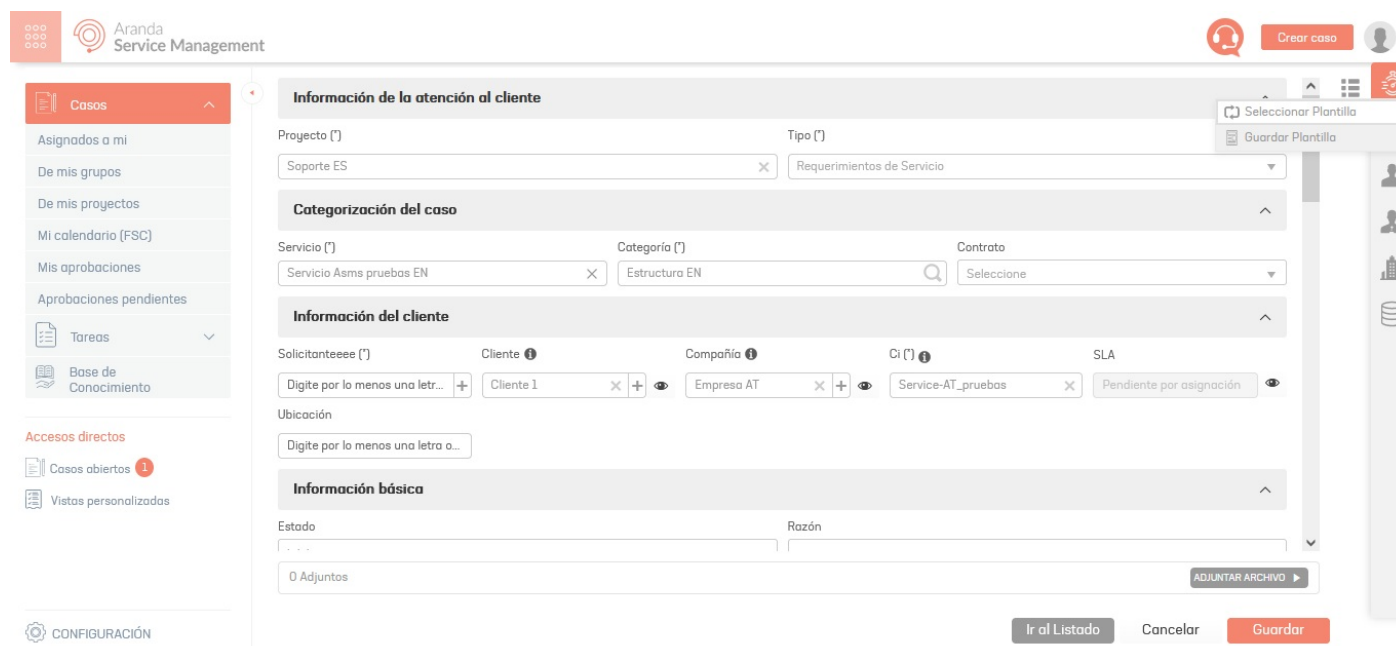 Aranda
Service Management
Crear caso
Casos
Asignados a mi
De mis grupos
De mis proyectos
Mi calendario (FSC)
Mis aprobaciones
Aprobaciones pendientes
Tareas
Base de
Conocimiento
Accesos directos
Casos abiertos 1
Vistas personalizadas
CONFIGURACIÓN
Seleccionar Plantilla
Guardar Plantilla
Información de la atención al cliente
Proyecto (*) Tipo (*)
Soporte ES Requerimientos de Servicio
Categorización del caso
Servicio (*) Categoría (*) Contrato
Servicio Asms pruebas EN Estructura EN Seleccione
Información del cliente
Solicitanteeee (*) Cliente Compañía Ci (*) SLA
Digite por lo menos una letr... Cliente 1 Empresa AT Service-AT_pruebas Pendiente por asignación
Ubicación
Digite por lo menos una letra o...
Información básica
Estado Razón
0 Adjuntos ADJUNTAR ARCHIVO
Ir al Listado Cancelar Guardar